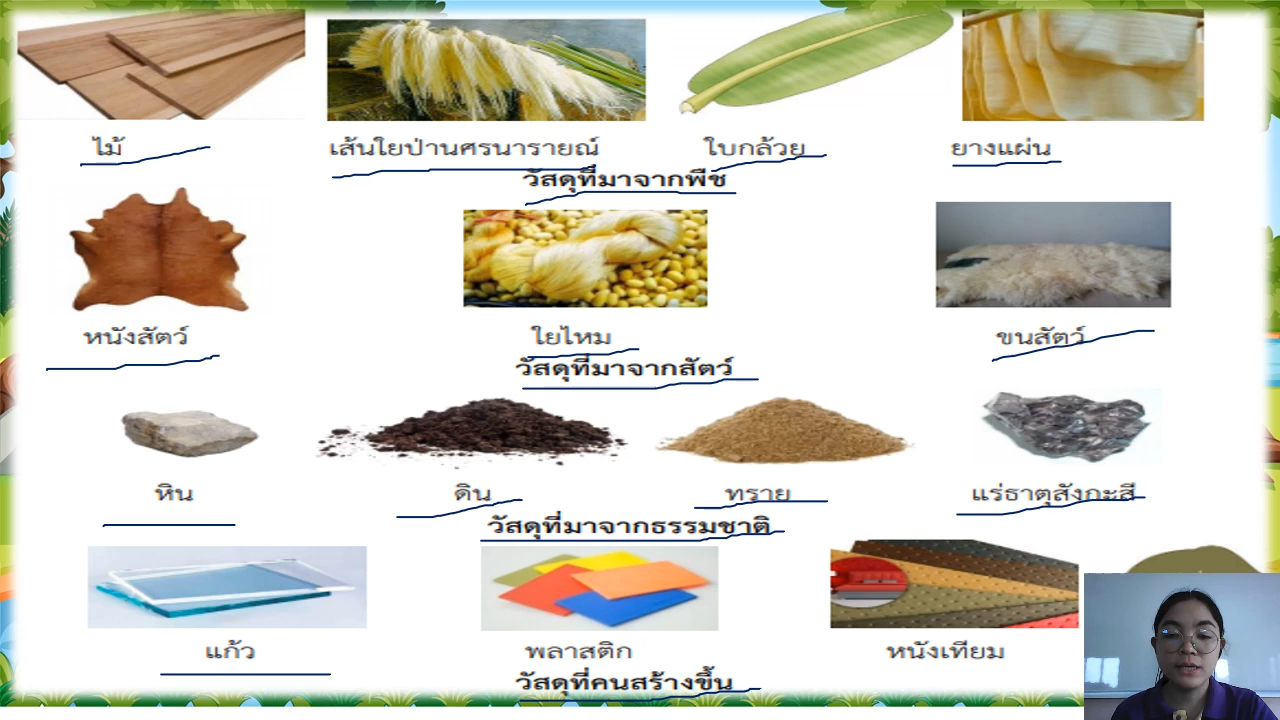 ไม้ เส้นใยป่านศรนารายณ์ ใบกล้วย ยางแผ่น
วัสดุที่มาจากพืช
หนังสัตว์ ใยไหม ขนสัตว์
วัสดุที่มาจากสัตว์
หิน ดิน ทราย แร่ธาตุสังกะสี
วัสดุที่มาจากธรรมชาติ
แก้ว พลาสติก หนังเทียม
วัสดุที่คนสร้างขึ้น